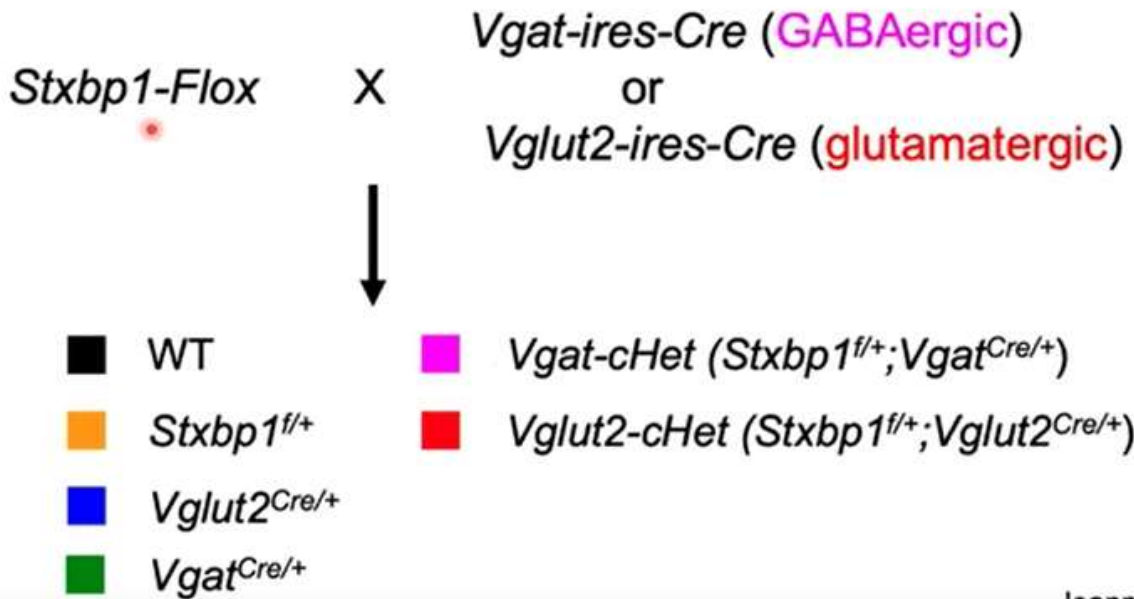 Vgat-ires-Cre (GABAergic)
Stxbp1-Flox X or
Vglut2-ires-Cre (glutamatergic)
WT
Vgat-cHet (Stxbp1f/+;VgatCre/+)
Stxbp1f/+
Vglut2-cHet (Stxbp1f/+;Vglut2Cre/+)
Vglut2Cre/+
VgatCre/+